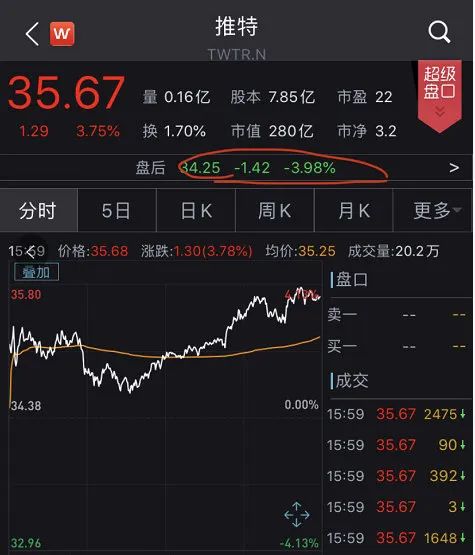 推特
W
TWTR.N
35.67 量 0.16亿 股本 7.85亿 市盈 22 超级盘口
1.29 3.75% 换 1.70% 市值 280亿 市净 3.2
盘后 34.25 -1.42 -3.98% >
分时 5日 日K 周K 月K 更多
15:59 价格:35.68 涨跌:1.30(3.78%) 均价:35.25 成交量:20.2万
叠加
35.80 4.13%
34.38 0.00%
32.96 -4.13%
盘口
卖一 -- --
买一 -- --
成交
15:59 35.67 2475↓
15:59 35.67 90↓
15:59 35.67 392↓
15:59 35.67 3↓
15:59 35.67 1648↓